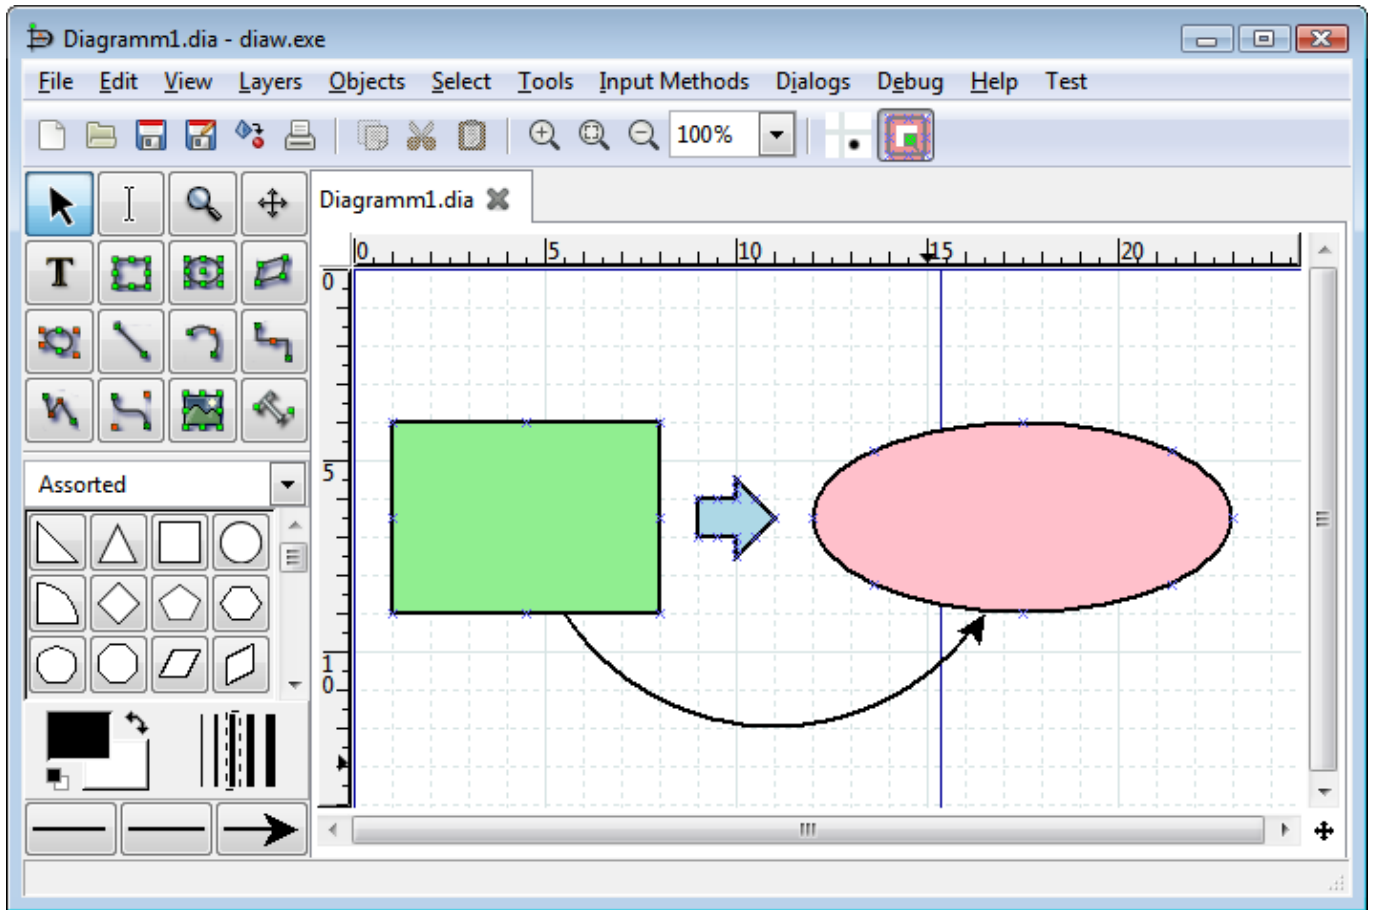 Diagramm1.dia - diaw.exe
File Edit View Layers Objects Select Tools Input Methods Dialogs Debug Help Test
100%
Diagramm1.dia
0 5 10 15 20
0
T
5
Assorted
10